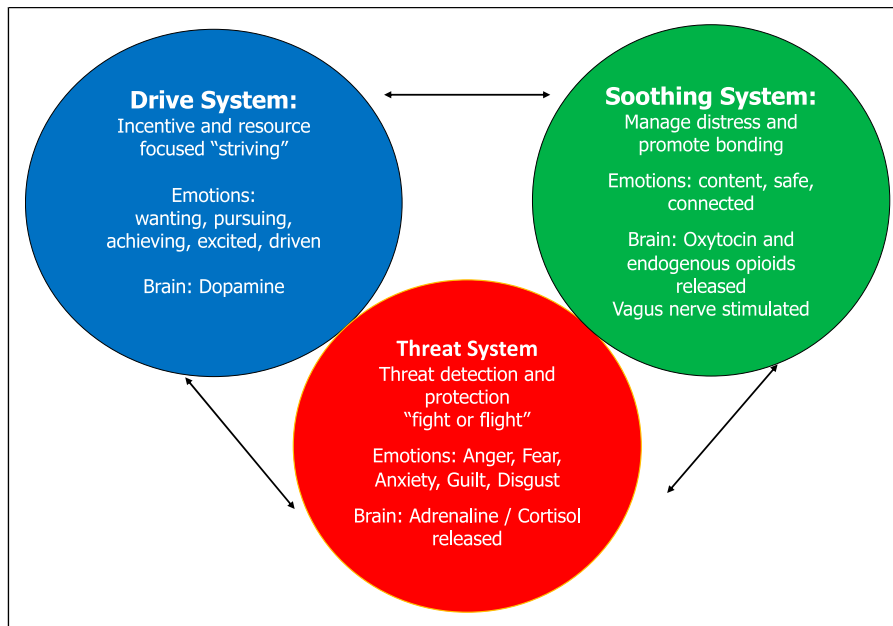 Drive System:
Incentive and resource
focused “striving”
Emotions:
wanting, pursuing,
achieving, excited, driven
Brain: Dopamine
Soothing System:
Manage distress and
promote bonding
Emotions: content, safe,
connected
Brain: Oxytocin and
endogenous opioids
released
Vagus nerve stimulated
Threat System
Threat detection and
protection
“fight or flight”
Emotions: Anger, Fear,
Anxiety, Guilt, Disgust
Brain: Adrenaline / Cortisol
released